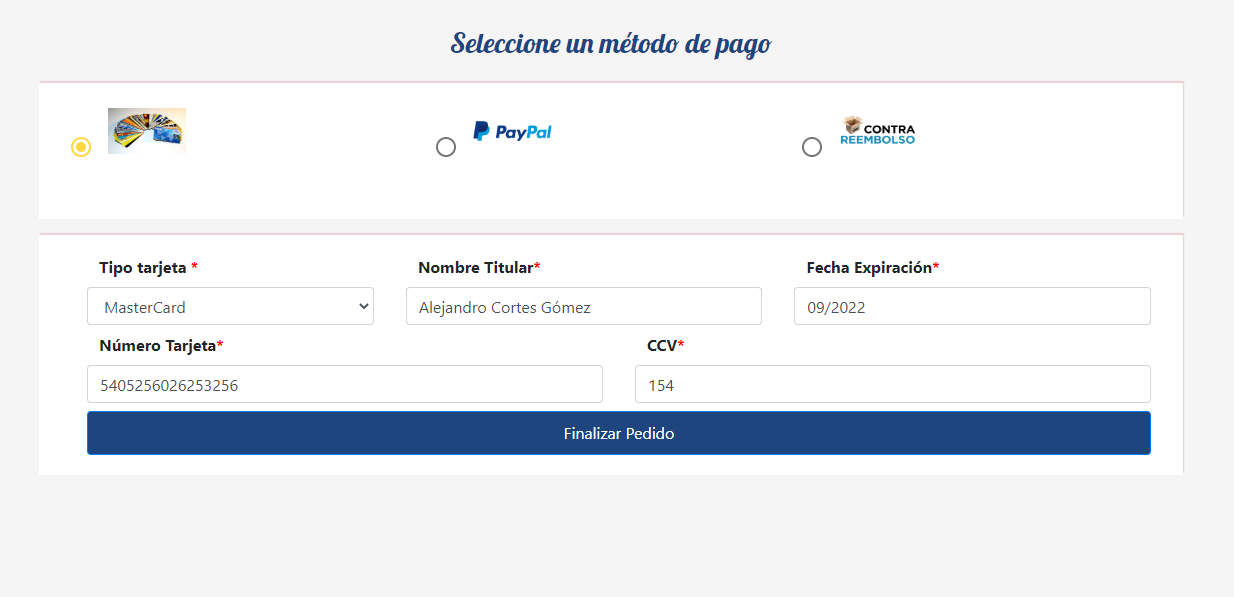 Seleccione un método de pago
PayPal
CONTRA
REEMBOLSO
Tipo tarjeta * Nombre Titular* Fecha Expiración*
MasterCard Alejandro Cortes Gómez 09/2022
Número Tarjeta* CCV*
5405256026253256 154
Finalizar Pedido